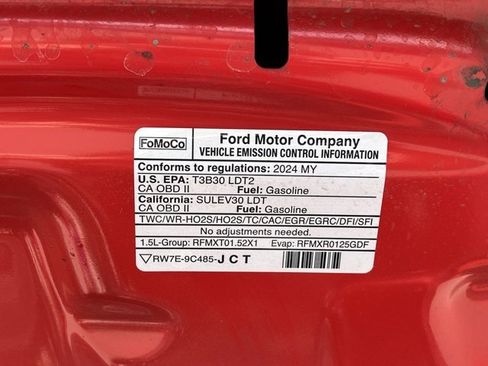 FoMoCo
Ford Motor Company
VEHICLE EMISSION CONTROL INFORMATION
Conforms to regulations: 2024 MY
U.S. EPA: T3B30 LDT2
CA OBD II Fuel: Gasoline
California: SULEV30 LDT
CA OBD II Fuel: Gasoline
TWC/WR-HO2S/HO2S/TC/CAC/EGR/EGRC/DFI/SFI
No adjustments needed.
1.5L-Group: RFMXT01.52X1 Evap: RFMXR0125GDF
RW7E-9C485-JCT